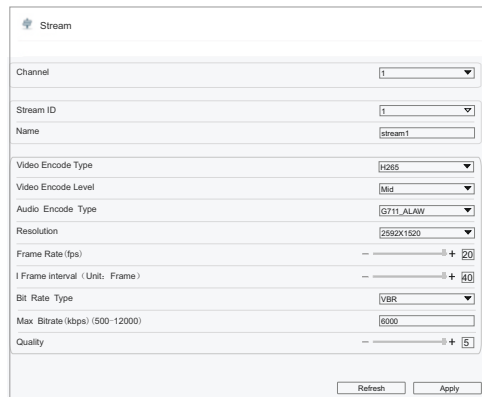 Stream
Channel 1
Stream ID 1
Name stream1
Video Encode Type H265
Video Encode Level Mid
Audio Encode Type G711_ALAW
Resolution 2592X1520
Frame Rate(fps) − + 20
I Frame interval（Unit：Frame） − + 40
Bit Rate Type VBR
Max Bitrate(kbps)(500-12000) 6000
Quality − + 5
Refresh Apply